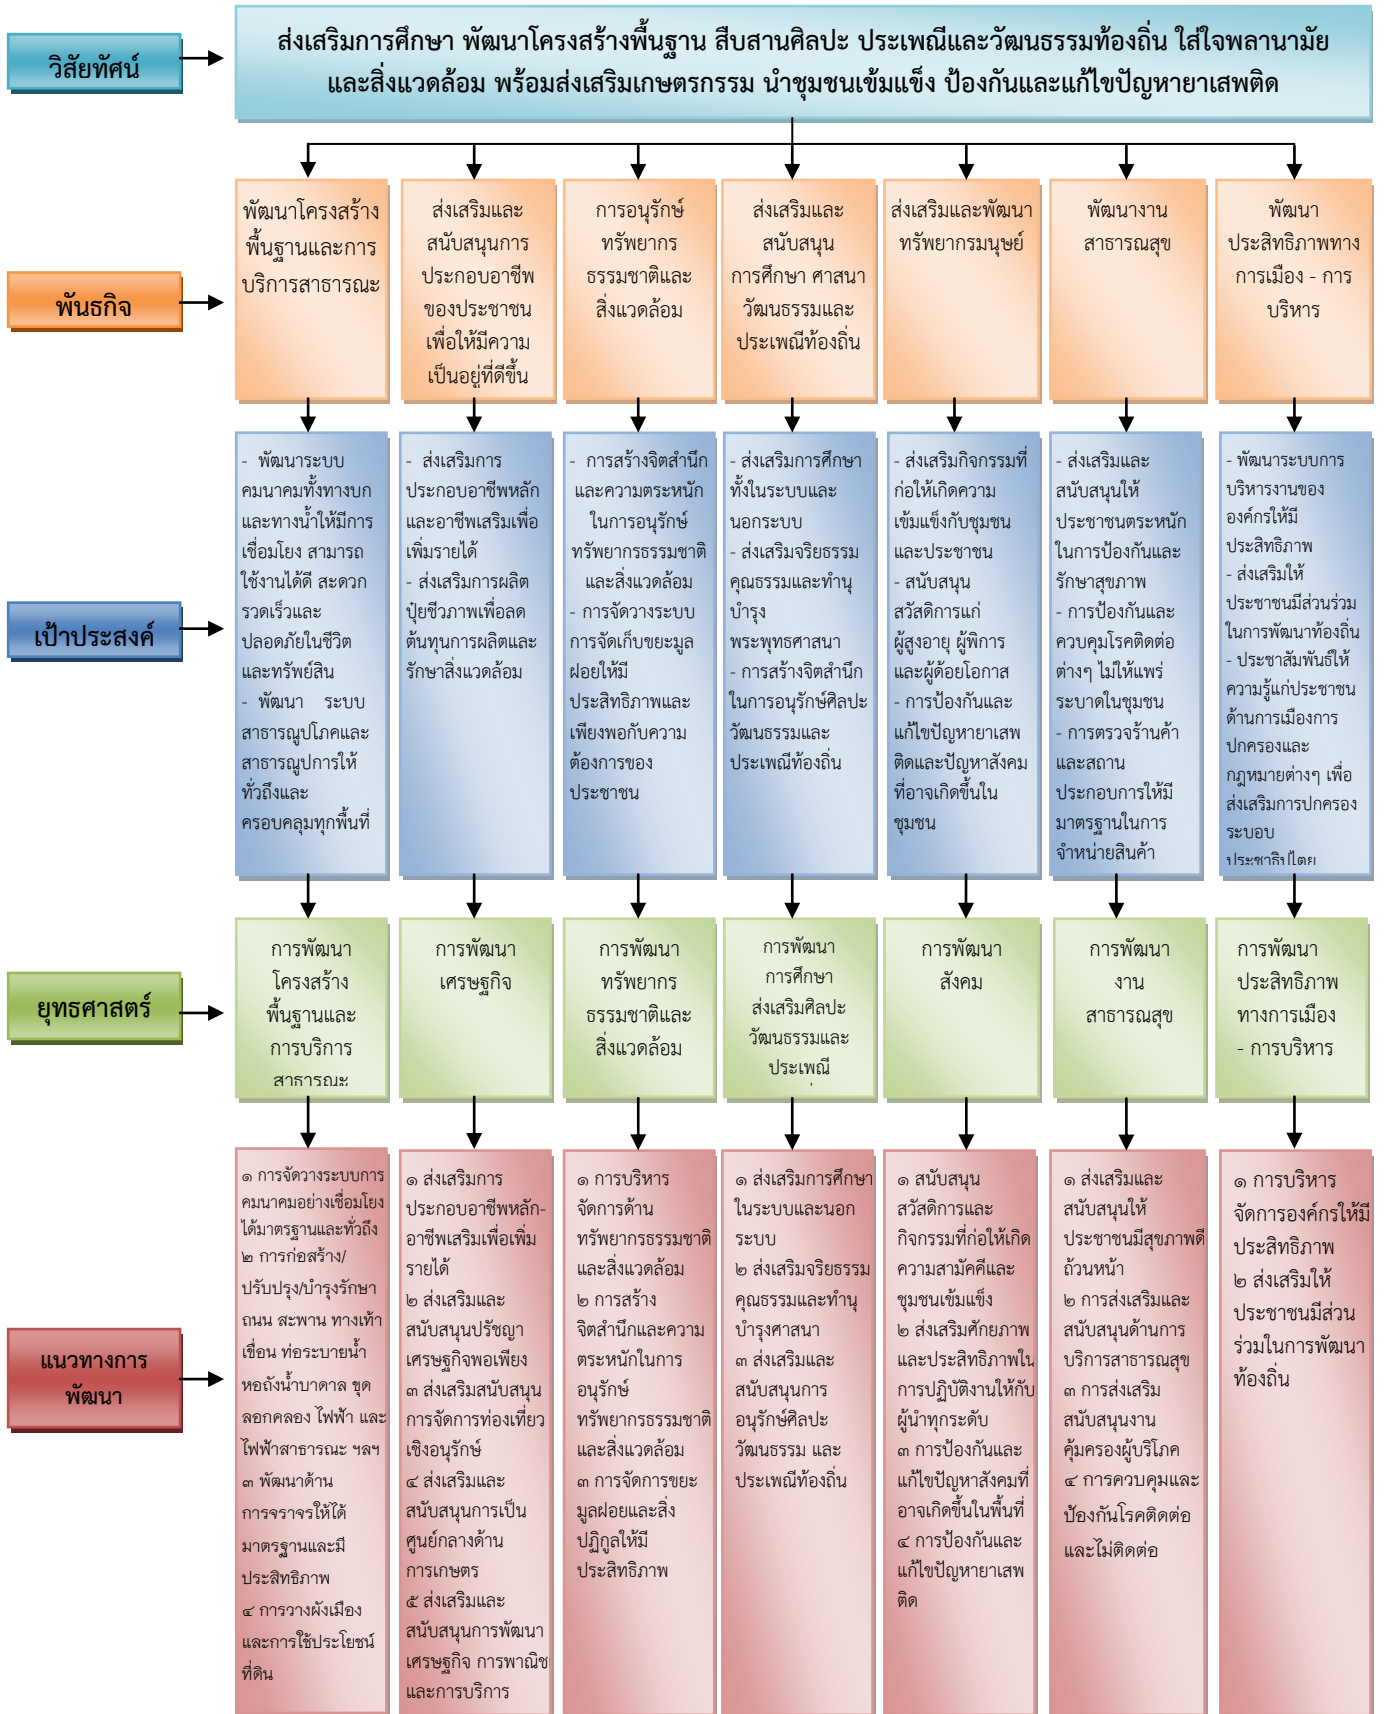 วิสัยทัศน์
ส่งเสริมการศึกษา พัฒนาโครงสร้างพื้นฐาน สืบสานศิลปะ ประเพณีและวัฒนธรรมท้องถิ่น ใส่ใจพลานามัย
และสิ่งแวดล้อม พร้อมส่งเสริมเกษตรกรรม นำชุมชนเข้มแข็ง ป้องกันและแก้ไขปัญหายาเสพติด
พันธกิจ
พัฒนาโครงสร้าง
พื้นฐานและการ
บริการสาธารณะ
ส่งเสริมและ
สนับสนุนการ
ประกอบอาชีพ
ของประชาชน
เพื่อให้มีความ
เป็นอยู่ที่ดีขึ้น
การอนุรักษ์
ทรัพยากร
ธรรมชาติและ
สิ่งแวดล้อม
ส่งเสริมและ
สนับสนุน
การศึกษา ศาสนา
วัฒนธรรมและ
ประเพณีท้องถิ่น
ส่งเสริมและพัฒนา
ทรัพยากรมนุษย์
พัฒนางาน
สาธารณสุข
พัฒนา
ประสิทธิภาพทาง
การเมือง - การ
บริหาร
เป้าประสงค์
- พัฒนาระบบ
คมนาคมทั้งทางบก
และทางน้ำให้มีการ
เชื่อมโยง สามารถ
ใช้งานได้ดี สะดวก
รวดเร็วและ
ปลอดภัยในชีวิต
และทรัพย์สิน
- พัฒนา ระบบ
สาธารณูปโภคและ
สาธารณูปการให้
ทั่วถึงและ
ครอบคลุมทุกพื้นที่
- ส่งเสริมการ
ประกอบอาชีพหลัก
และอาชีพเสริมเพื่อ
เพิ่มรายได้
- ส่งเสริมการผลิต
ปุ๋ยชีวภาพเพื่อลด
ต้นทุนการผลิตและ
รักษาสิ่งแวดล้อม
- การสร้างจิตสำนึก
และความตระหนัก
ในการอนุรักษ์
ทรัพยากรธรรมชาติ
และสิ่งแวดล้อม
- การจัดวางระบบ
การจัดเก็บขยะมูล
ฝอยให้มี
ประสิทธิภาพและ
เพียงพอกับความ
ต้องการของ
ประชาชน
- ส่งเสริมการศึกษา
ทั้งในระบบและ
นอกระบบ
- ส่งเสริมจริยธรรม
คุณธรรมและทำนุ
บำรุง
พระพุทธศาสนา
- การสร้างจิตสำนึก
ในการอนุรักษ์ศิลปะ
วัฒนธรรมและ
ประเพณีท้องถิ่น
- ส่งเสริมกิจกรรมที่
ก่อให้เกิดความ
เข้มแข็งกับชุมชน
และประชาชน
- สนับสนุน
สวัสดิการแก่
ผู้สูงอายุ ผู้พิการ
และผู้ด้อยโอกาส
- การป้องกันและ
แก้ไขปัญหายาเสพ
ติดและปัญหาสังคม
ที่อาจเกิดขึ้นใน
ชุมชน
- ส่งเสริมและ
สนับสนุนให้
ประชาชนตระหนัก
ในการป้องกันและ
รักษาสุขภาพ
- การป้องกันและ
ควบคุมโรคติดต่อ
ต่างๆ ไม่ให้แพร่
ระบาดในชุมชน
- การตรวจร้านค้า
และสถาน
ประกอบการให้มี
มาตรฐานในการ
จำหน่ายสินค้า
- พัฒนาระบบการ
บริหารงานของ
องค์กรให้มี
ประสิทธิภาพ
- ส่งเสริมให้
ประชาชนมีส่วนร่วม
ในการพัฒนาท้องถิ่น
- ประชาสัมพันธ์ให้
ความรู้แก่ประชาชน
ด้านการเมืองการ
ปกครองและ
กฎหมายต่างๆ เพื่อ
ส่งเสริมการปกครอง
ระบอบ
ประชาธิปไตย
ยุทธศาสตร์
การพัฒนา
โครงสร้าง
พื้นฐานและ
การบริการ
สาธารณะ
การพัฒนา
เศรษฐกิจ
การพัฒนา
ทรัพยากร
ธรรมชาติและ
สิ่งแวดล้อม
การพัฒนา
การศึกษา
ส่งเสริมศิลปะ
วัฒนธรรมและ
ประเพณี
การพัฒนา
สังคม
การพัฒนา
งาน
สาธารณสุข
การพัฒนา
ประสิทธิภาพ
ทางการเมือง
- การบริหาร
แนวทางการ
พัฒนา
๑ การจัดวางระบบการ
คมนาคมอย่างเชื่อมโยง
ได้มาตรฐานและทั่วถึง
๒ การก่อสร้าง/
ปรับปรุง/บำรุงรักษา
ถนน สะพาน ทางเท้า
เขื่อน ท่อระบายน้ำ
หอถังน้ำบาดาล ขุด
ลอกคลอง ไฟฟ้า และ
ไฟฟ้าสาธารณะ ฯลฯ
๓ พัฒนาด้าน
การจราจรให้ได้
มาตรฐานและมี
ประสิทธิภาพ
๔ การวางผังเมือง
และการใช้ประโยชน์
ที่ดิน
๑ ส่งเสริมการ
ประกอบอาชีพหลัก-
อาชีพเสริมเพื่อเพิ่ม
รายได้
๒ ส่งเสริมและ
สนับสนุนปรัชญา
เศรษฐกิจพอเพียง
๓ ส่งเสริมสนับสนุน
การจัดการท่องเที่ยว
เชิงอนุรักษ์
๔ ส่งเสริมและ
สนับสนุนการเป็น
ศูนย์กลางด้าน
การเกษตร
๕ ส่งเสริมและ
สนับสนุนการพัฒนา
เศรษฐกิจ การพาณิช
และการบริการ
๑ การบริหาร
จัดการด้าน
ทรัพยากรธรรมชาติ
และสิ่งแวดล้อม
๒ การสร้าง
จิตสำนึกและความ
ตระหนักในการ
อนุรักษ์
ทรัพยากรธรรมชาติ
และสิ่งแวดล้อม
๓ การจัดการขยะ
มูลฝอยและสิ่ง
ปฏิกูลให้มี
ประสิทธิภาพ
๑ ส่งเสริมการศึกษา
ในระบบและนอก
ระบบ
๒ ส่งเสริมจริยธรรม
คุณธรรมและทำนุ
บำรุงศาสนา
๓ ส่งเสริมและ
สนับสนุนการ
อนุรักษ์ศิลปะ
วัฒนธรรม และ
ประเพณีท้องถิ่น
๑ สนับสนุน
สวัสดิการและ
กิจกรรมที่ก่อให้เกิด
ความสามัคคีและ
ชุมชนเข้มแข็ง
๒ ส่งเสริมศักยภาพ
และประสิทธิภาพใน
การปฏิบัติงานให้กับ
ผู้นำทุกระดับ
๓ การป้องกันและ
แก้ไขปัญหาสังคมที่
อาจเกิดขึ้นในพื้นที่
๔ การป้องกันและ
แก้ไขปัญหายาเสพ
ติด
๑ ส่งเสริมและ
สนับสนุนให้
ประชาชนมีสุขภาพดี
ถ้วนหน้า
๒ การส่งเสริมและ
สนับสนุนด้านการ
บริการสาธารณสุข
๓ การส่งเสริม
สนับสนุนงาน
คุ้มครองผู้บริโภค
๔ การควบคุมและ
ป้องกันโรคติดต่อ
และไม่ติดต่อ
๑ การบริหาร
จัดการองค์กรให้มี
ประสิทธิภาพ
๒ ส่งเสริมให้
ประชาชนมีส่วน
ร่วมในการพัฒนา
ท้องถิ่น